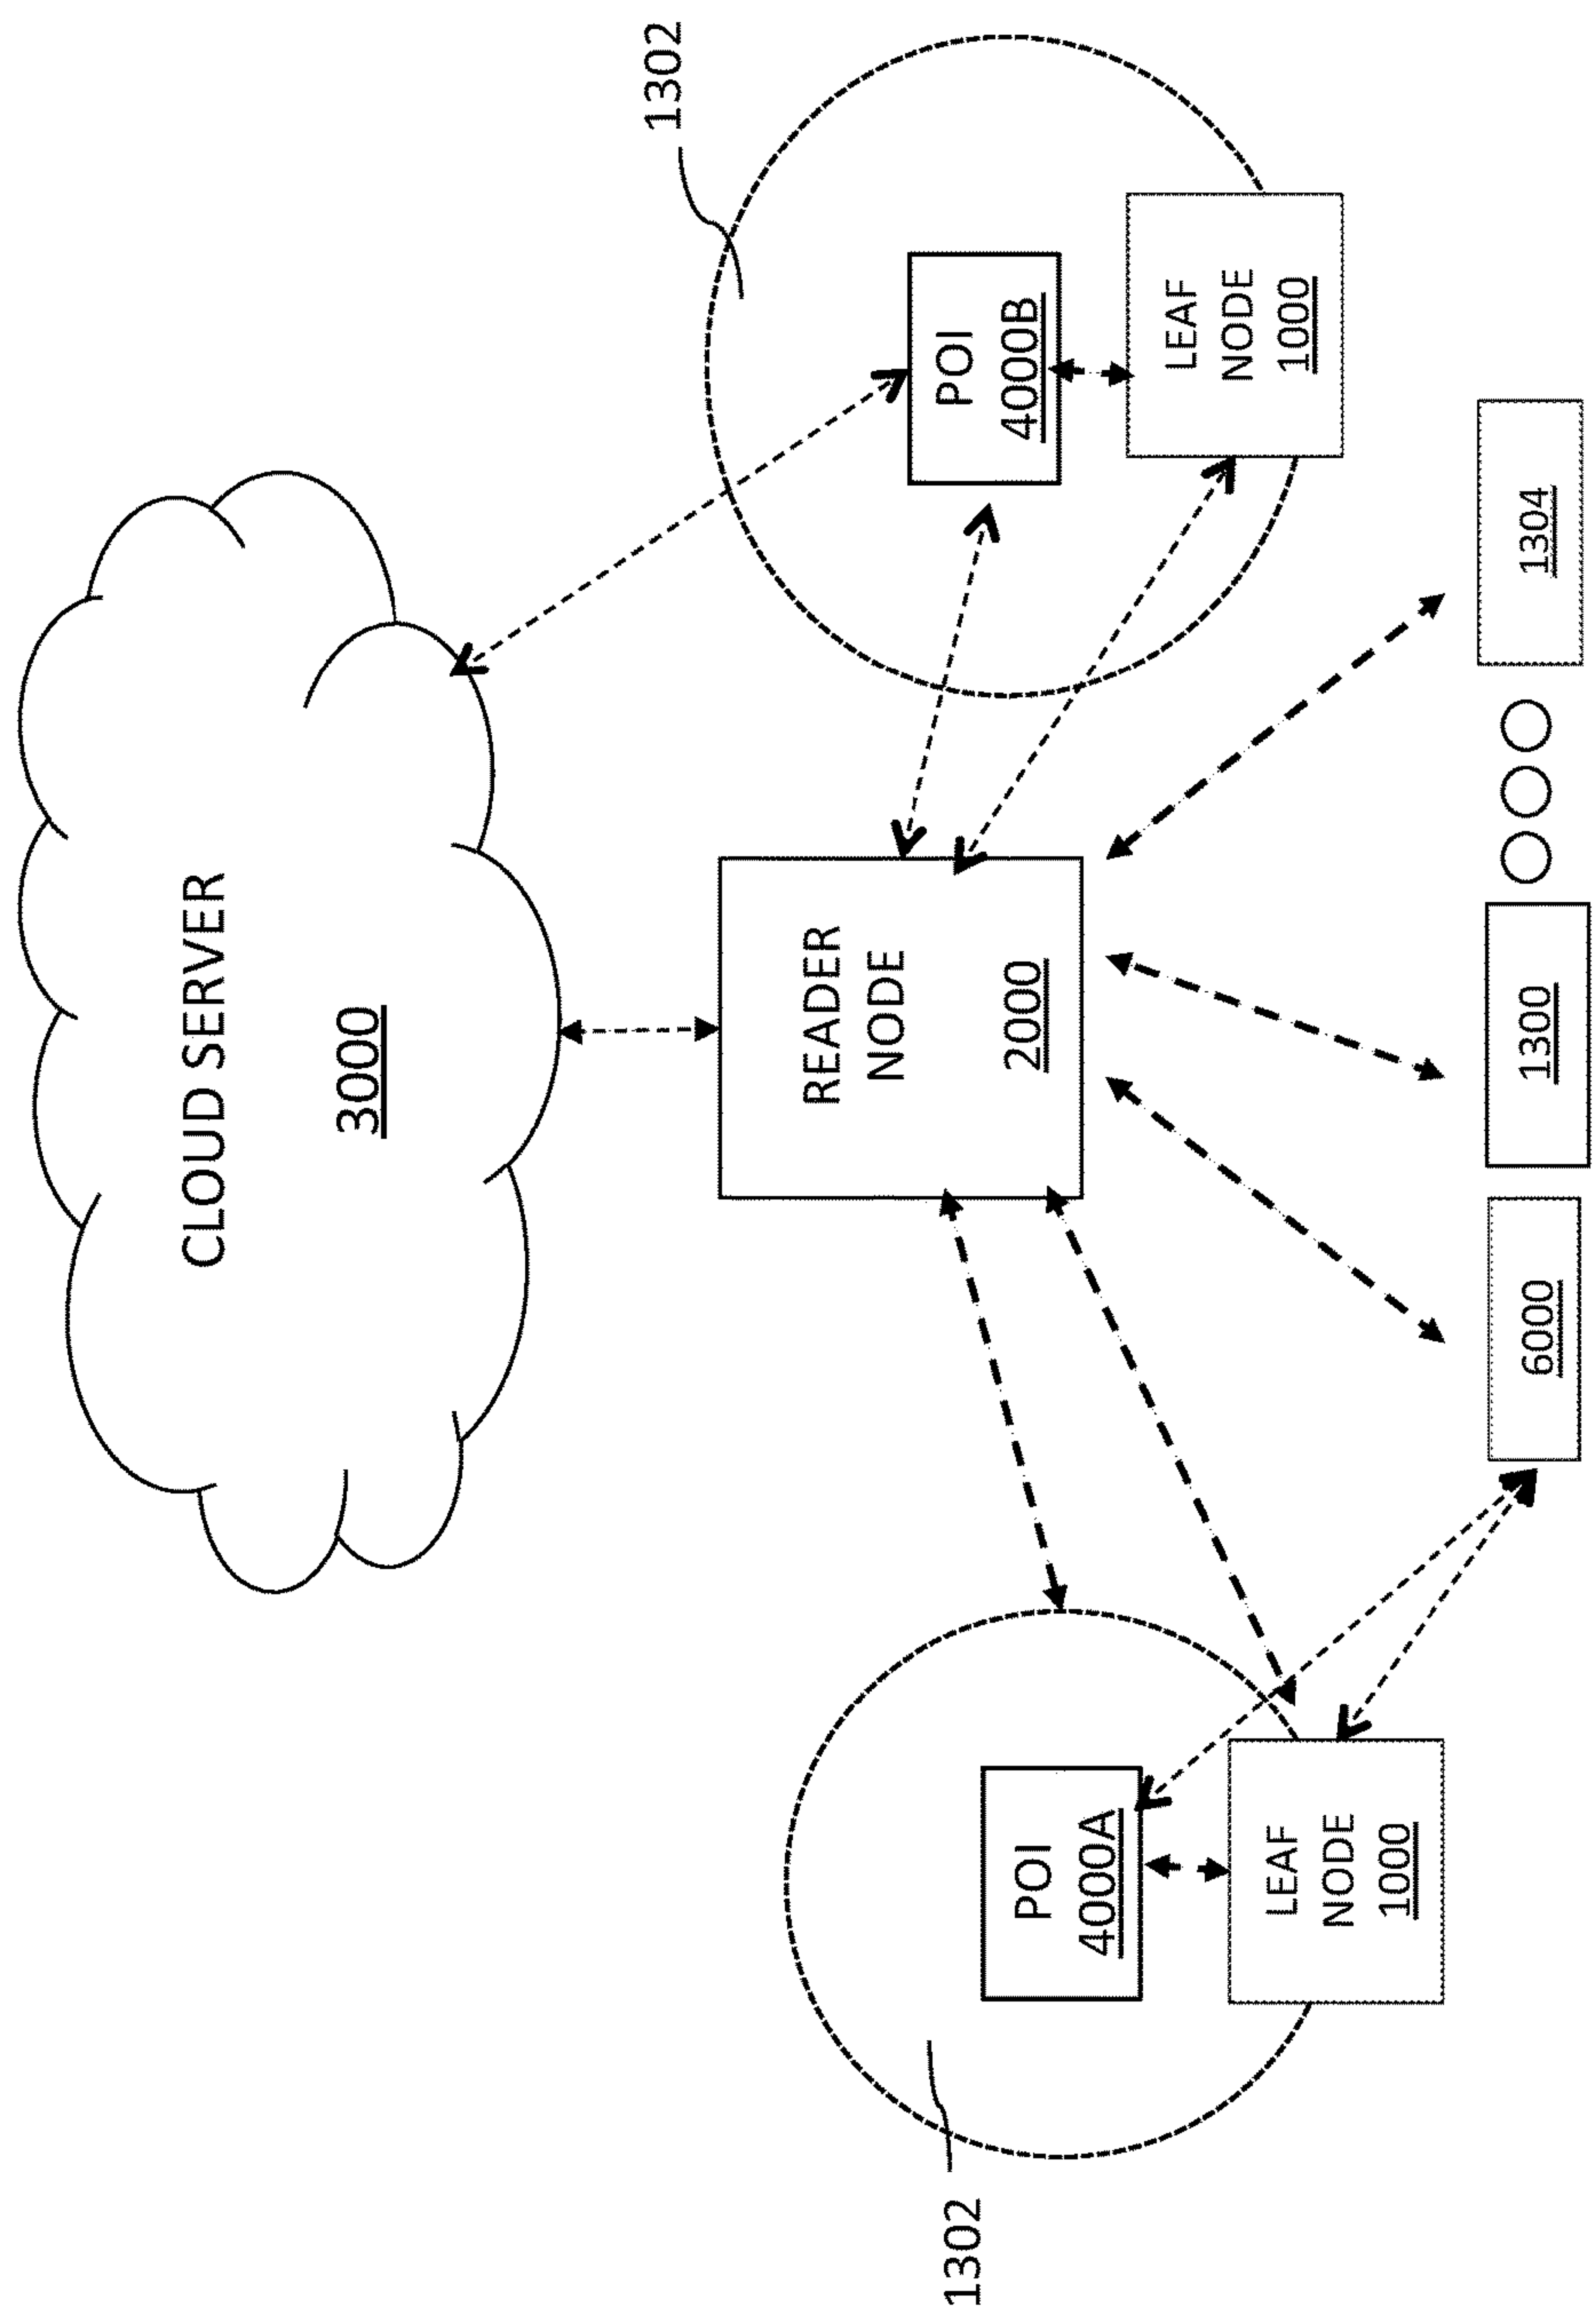 CLOUD SERVER
3000
1302
READER
NODE
2000
POI
4000B
LEAF
NODE
1000
1302
POI
4000A
LEAF
NODE
1000
6000
1300
1304